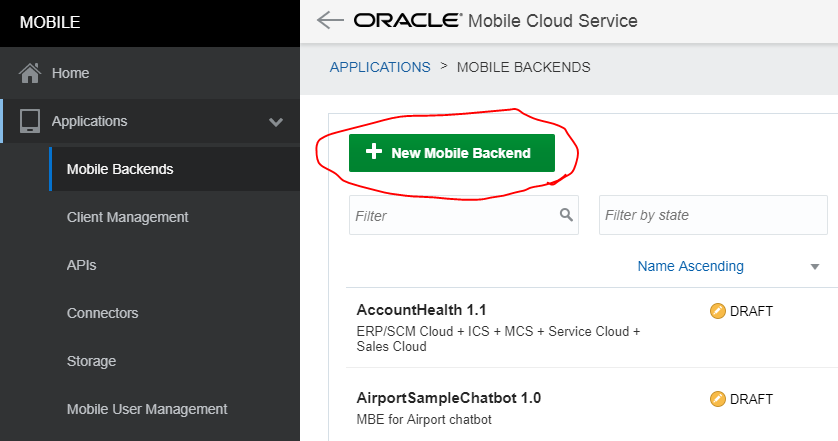 MOBILE
Home
Applications
Mobile Backends
Client Management
APIs
Connectors
Storage
Mobile User Management
ORACLE Mobile Cloud Service
APPLICATIONS > MOBILE BACKENDS
+ New Mobile Backend
Filter
Filter by state
Name Ascending
AccountHealth 1.1
DRAFT
ERP/SCM Cloud + ICS + MCS + Service Cloud +
Sales Cloud
AirportSampleChatbot 1.0
DRAFT
MBE for Airport chatbot